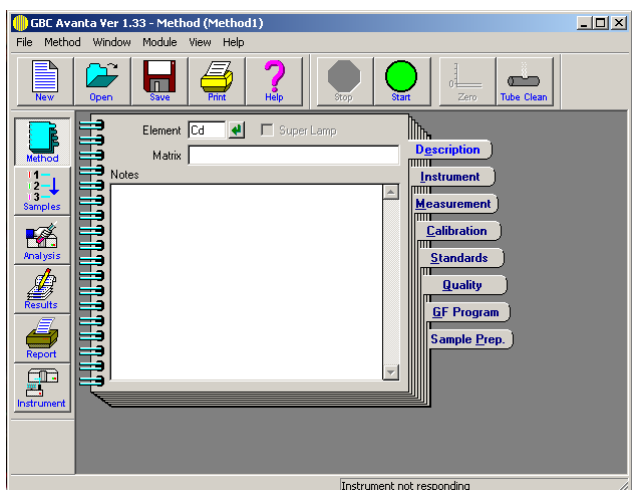 GBC Avanta Ver 1.33 - Method (Method1)
File Method Window Module View Help
New Open Save Print Help Stop Start Zero Tube Clean
Method
Samples
Analysis
Results
Report
Instrument
Element Cd Super Lamp
Matrix
Notes
Description
Instrument
Measurement
Calibration
Standards
Quality
GF Program
Sample Prep.
Instrument not responding